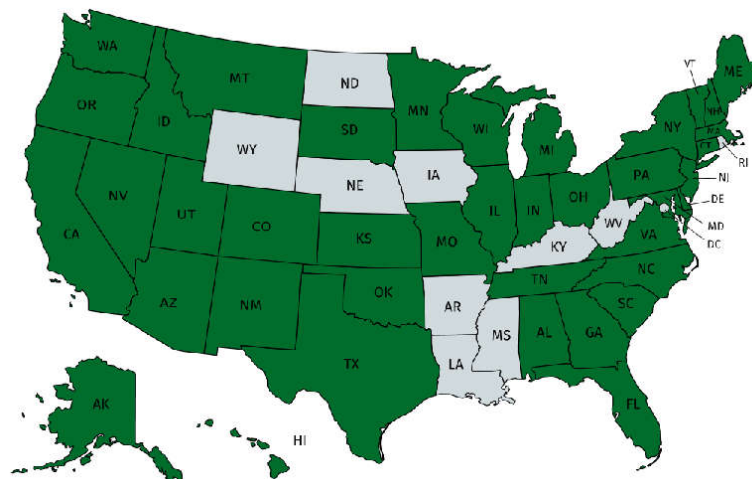 WA
MT
ND
MN
VT
ME
OR
ID
SD
WI
MI
NY
NH
MA
CT
RI
WY
IA
PA
NJ
NV
NE
IL
IN
OH
DE
UT
CO
KS
MO
WV
VA
MD
DC
CA
KY
AZ
NM
OK
AR
TN
NC
SC
MS
AL
GA
TX
LA
FL
AK
HI